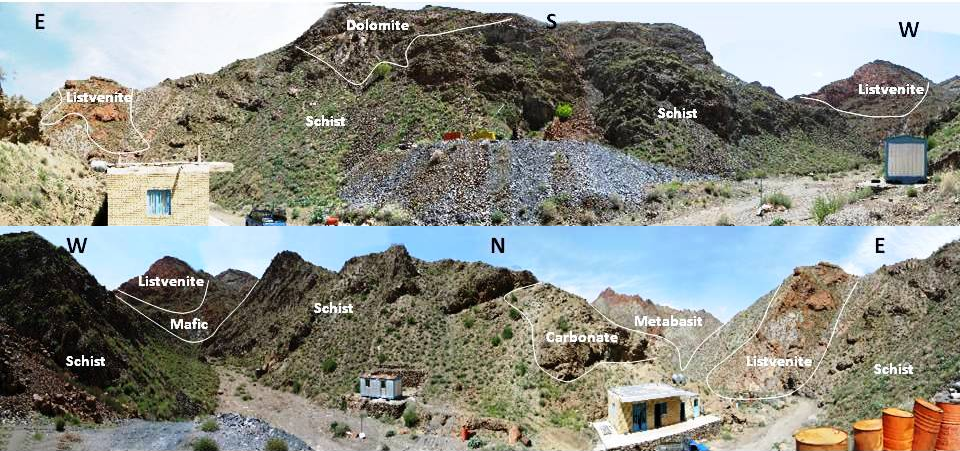 E
S
W
Dolomite
Listvenite
Listvenite
Schist
Schist
W
N
E
Listvenite
Mafic
Schist
Schist
Carbonate
Metabasit
Listvenite
Schist